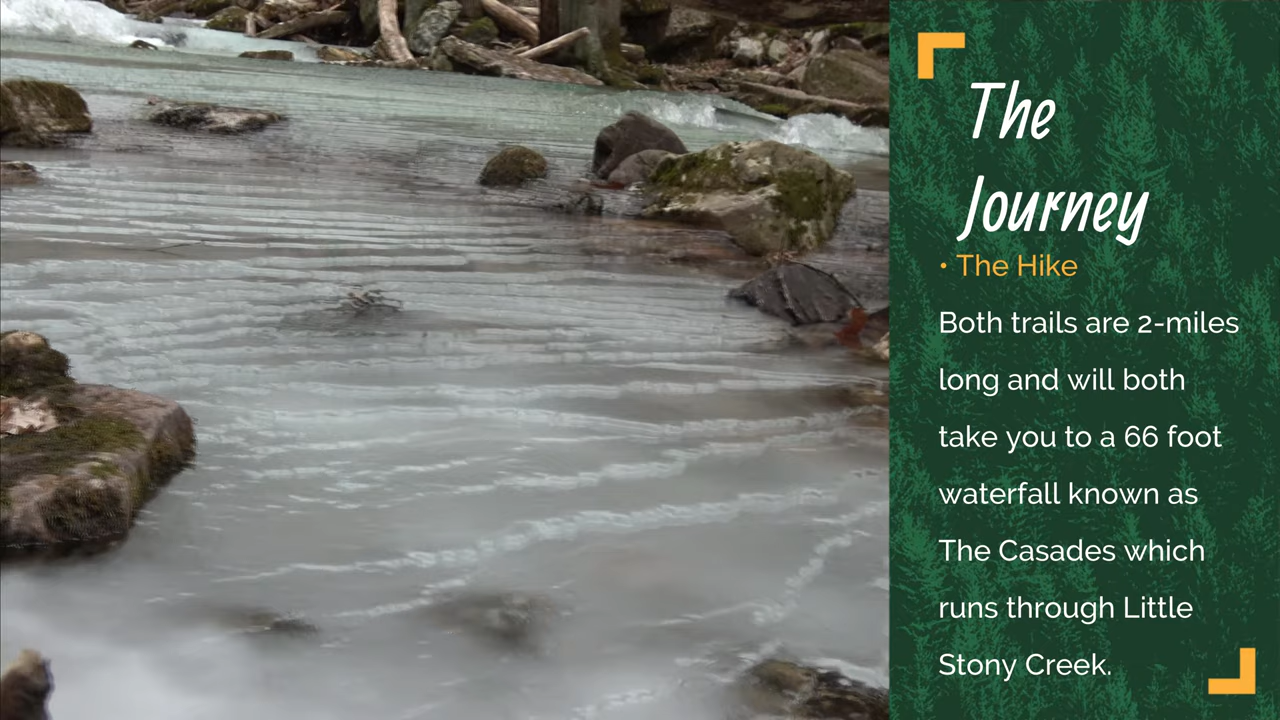 The
Journey
• The Hike
Both trails are 2-miles
long and will both
take you to a 66 foot
waterfall known as
The Casades which
runs through Little
Stony Creek.